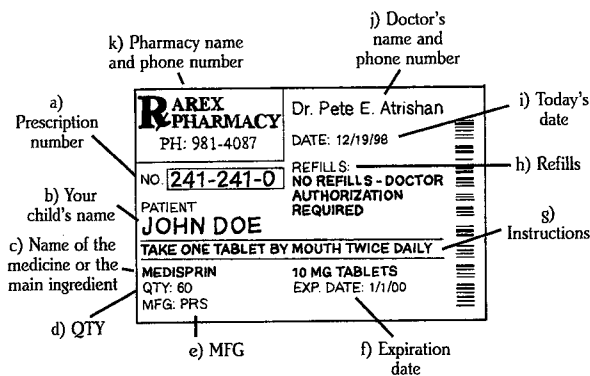 k) Pharmacy name
and phone number
j) Doctor's
name and
phone number
a)
Prescription
number
i) Today's
date
h) Refills
b) Your
child's name
g)
Instructions
c) Name of the
medicine or the
main ingredient
d) QTY
e) MFG
f) Expiration
date
RAREX
PHARMACY
PH: 981-4087
Dr. Pete E. Atrishan
DATE: 12/19/98
REFILLS:
NO REFILLS - DOCTOR
AUTHORIZATION
REQUIRED
NO. 241-241-0
PATIENT
JOHN DOE
TAKE ONE TABLET BY MOUTH TWICE DAILY
MEDISPRIN 10 MG TABLETS
QTY: 60 EXP. DATE: 1/1/00
MFG: PRS